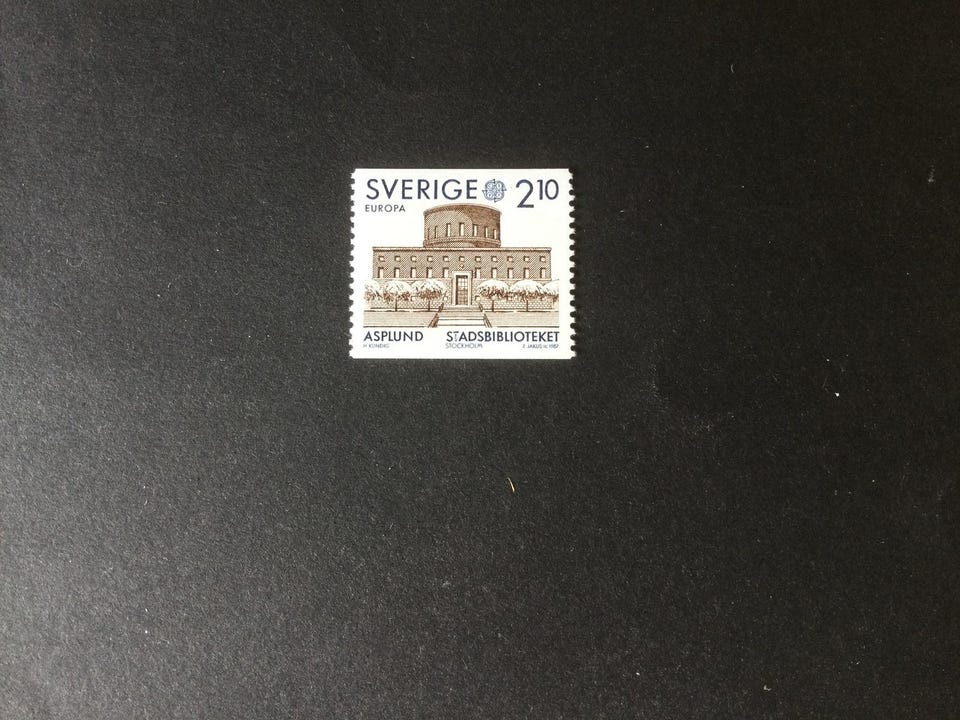 SVERIGE 2 10
EUROPA
ASPLUND STADSBIBLIOTEKET
STOCKHOLM